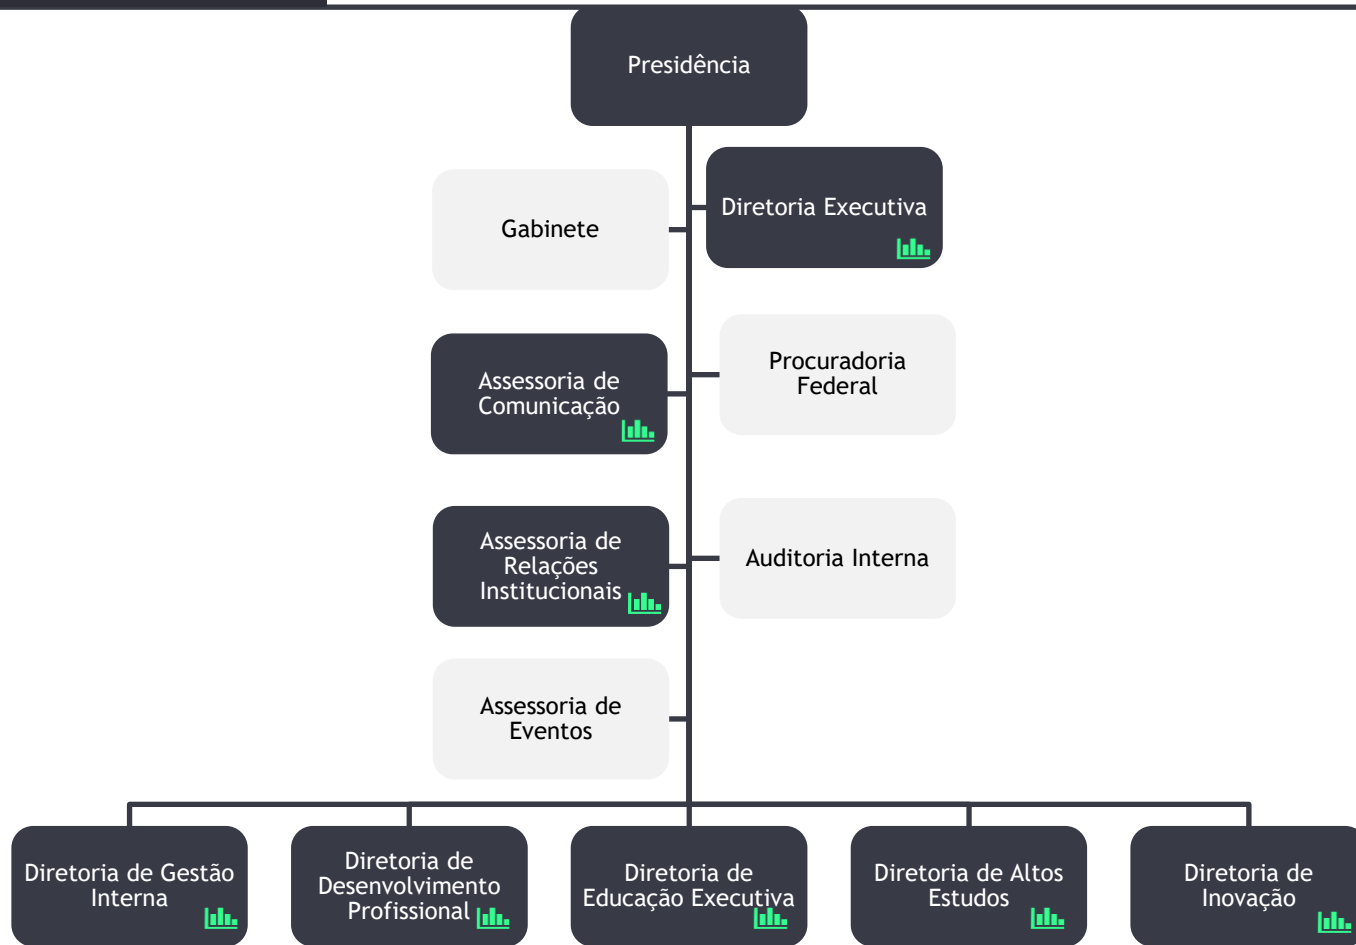 Presidência
Diretoria Executiva
Gabinete
Procuradoria
Federal
Assessoria de
Comunicação
Assessoria de
Relações
Institucionais
Auditoria Interna
Assessoria de
Eventos
Diretoria de Gestão
Interna
Diretoria de
Desenvolvimento
Profissional
Diretoria de
Educação Executiva
Diretoria de Altos
Estudos
Diretoria de
Inovação